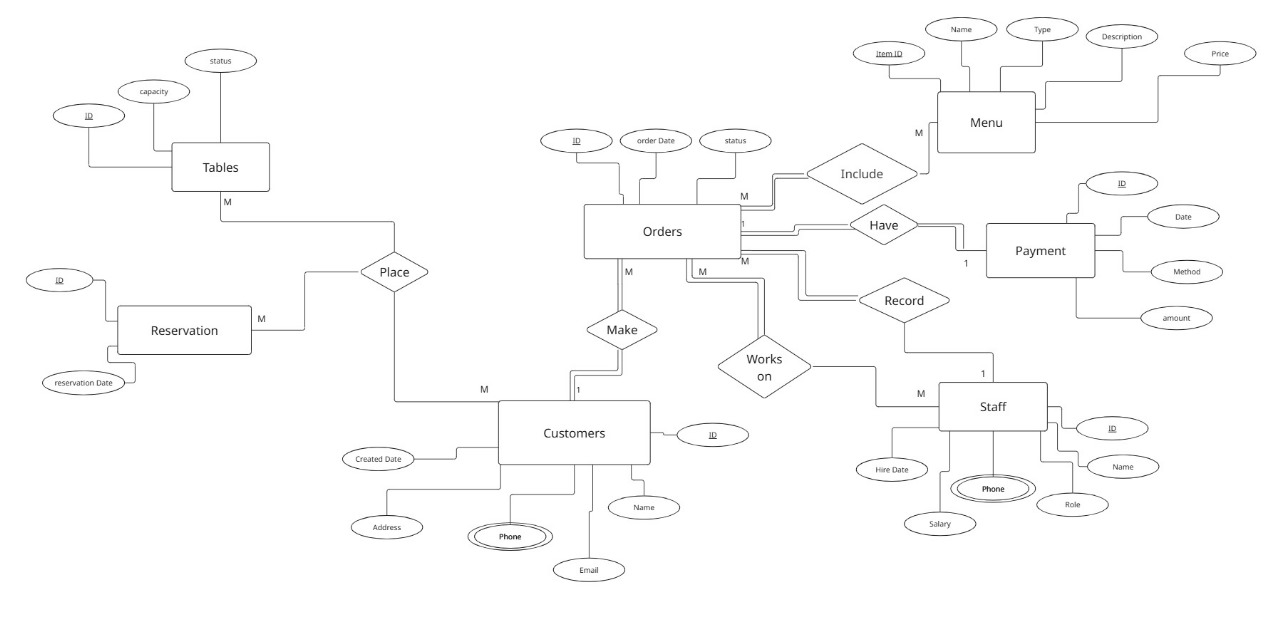 Name
Type
Description
Item ID
Price
status
capacity
ID
Menu
M
ID
order Date
status
Tables
Include
ID
M
M
Orders
1
Have
Date
Payment
1
M
Place
M
M
Method
ID
Record
Reservation
M
Make
amount
Works
on
reservation Date
1
M
1
M
Staff
Customers
ID
ID
Created Date
Hire Date
Name
Phone
Name
Role
Address
Salary
Phone
Email